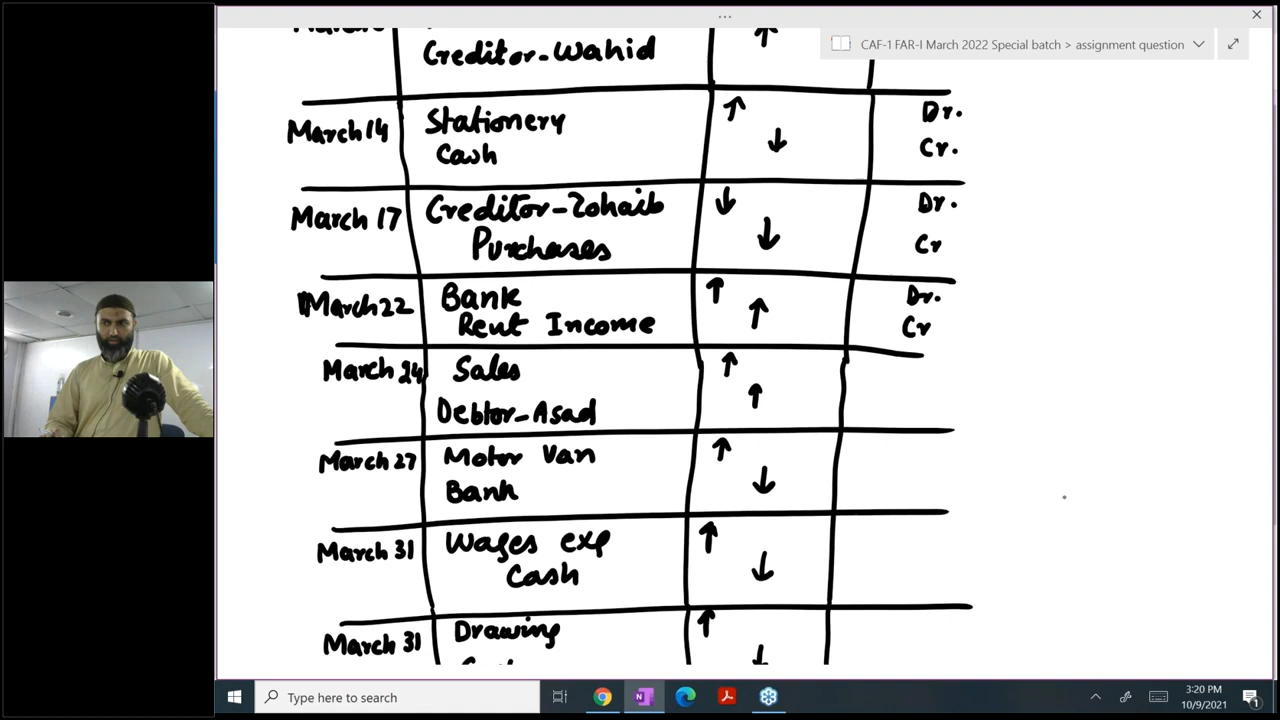 CAF-1 FAR-I March 2022 Special batch > assignment question
Creditor-Wahid ↑
March 14 Stationery ↑ Dr.
Cash ↓ Cr.
March 17 Creditor-Zohaib ↓ Dr.
Purchases ↓ Cr
March 22 Bank ↑ Dr.
Rent Income ↑ Cr
March 24 Sales ↑
Debtor-Asad ↑
March 27 Motor Van ↑
Bank ↓
March 31 Wages exp ↑
Cash ↓
March 31 Drawing ↑
↓
Type here to search
3:20 PM
10/9/2021
1